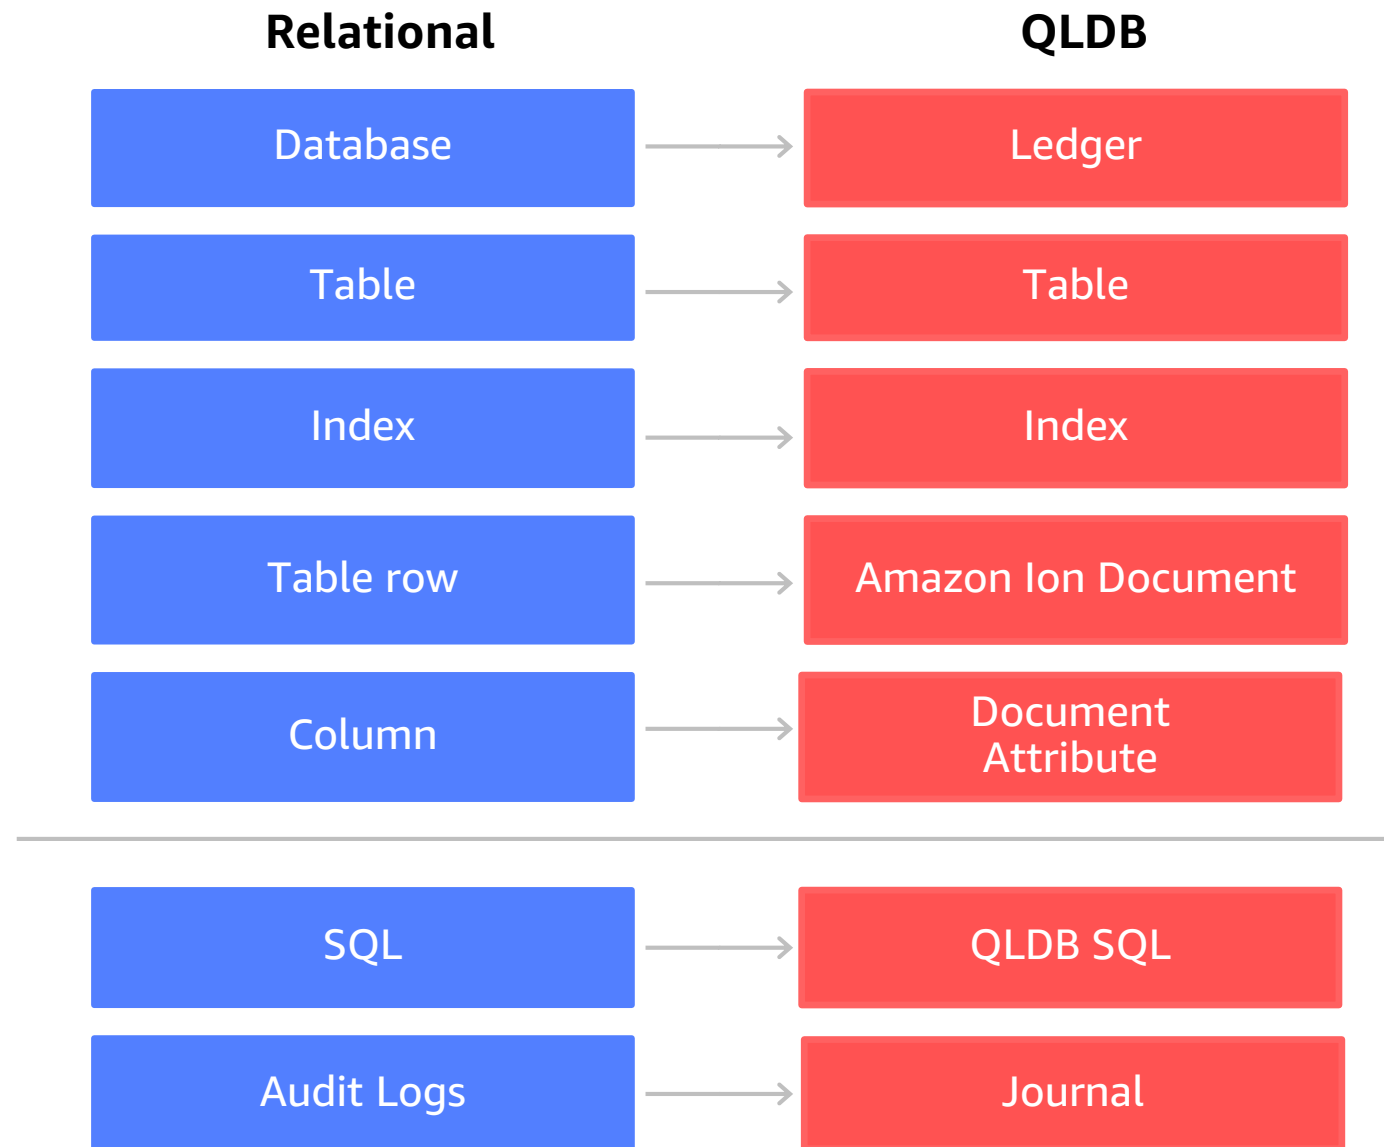 Relational
QLDB
Database
Ledger
Table
Table
Index
Index
Table row
Amazon Ion Document
Column
Document
Attribute
SQL
QLDB SQL
Audit Logs
Journal